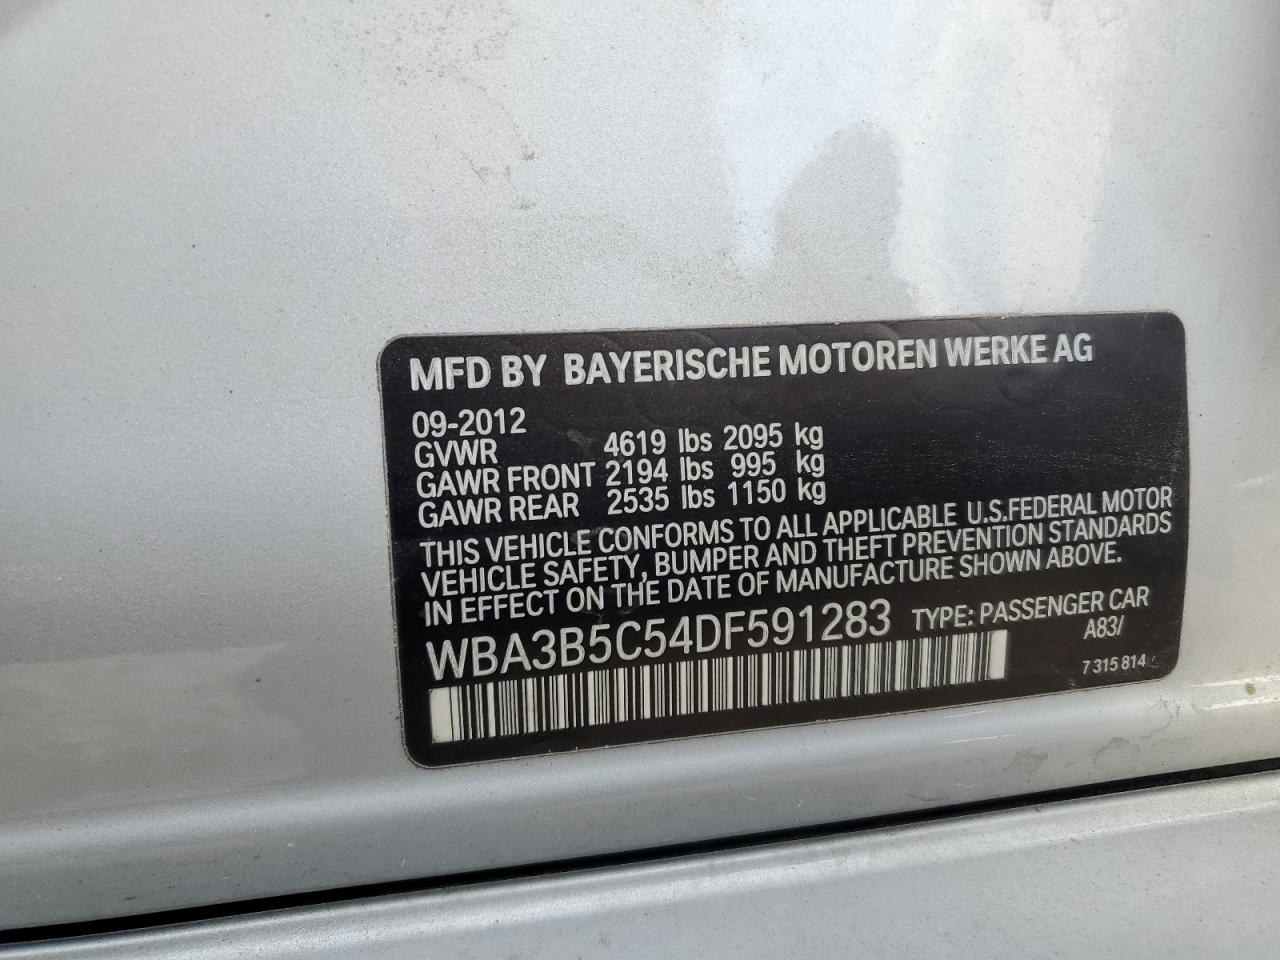 MFD BY BAYERISCHE MOTOREN WERKE AG
09-2012
GVWR 4619 lbs 2095 kg
GAWR FRONT 2194 lbs 995 kg
GAWR REAR 2535 lbs 1150 kg
THIS VEHICLE CONFORMS TO ALL APPLICABLE U.S.FEDERAL MOTOR
VEHICLE SAFETY, BUMPER AND THEFT PREVENTION STANDARDS
IN EFFECT ON THE DATE OF MANUFACTURE SHOWN ABOVE.
WBA3B5C54DF591283 TYPE: PASSENGER CAR
A83/
7 315 814